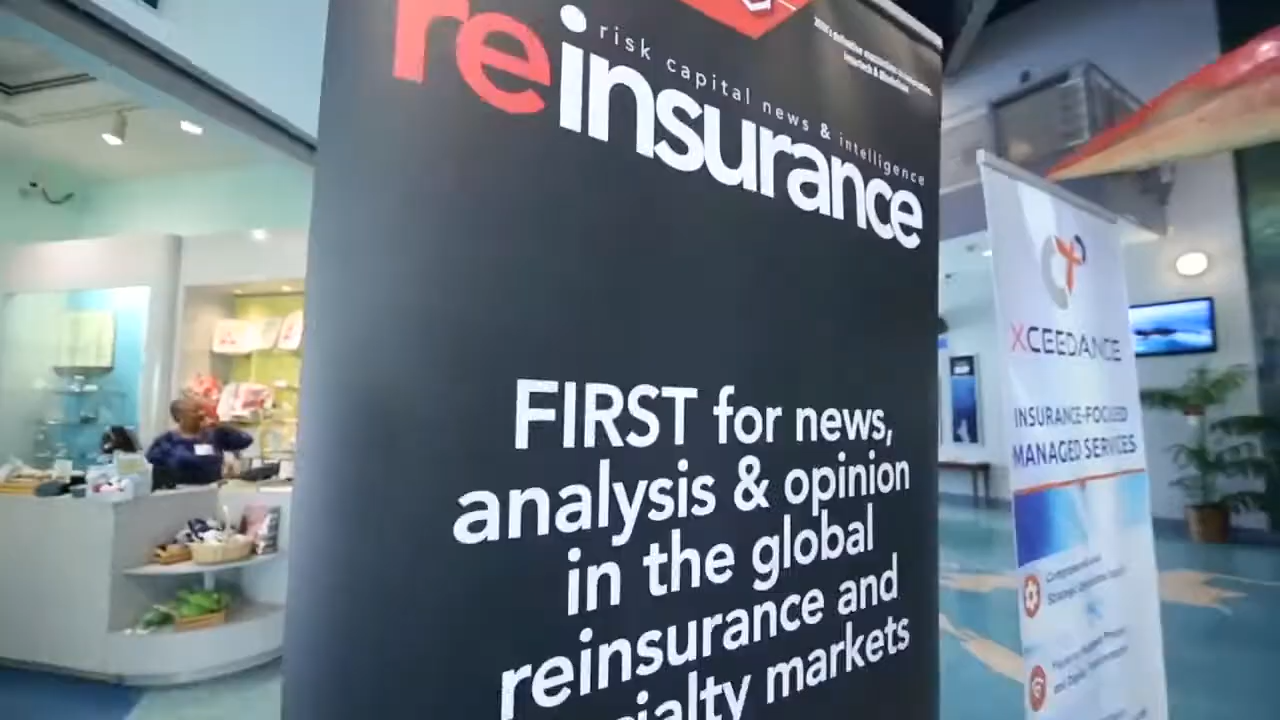 reinsurance
risk capital news & intelligence
FIRST for news,
analysis & opinion
in the global
reinsurance and
cialty markets
XCEEDANCE
INSURANCE-FOCUSED
MANAGED SERVICES